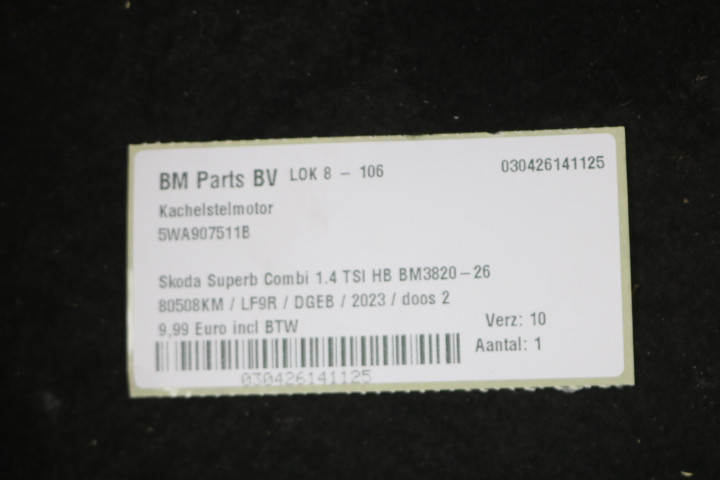 BM Parts BV LOK 8 - 106 030426141125
Kachelstelmotor
5WA907511B
Skoda Superb Combi 1.4 TSI HB BM3820-26
80508KM / LF9R / DGEB / 2023 / doos 2
9,99 Euro incl BTW
Verz: 10
Aantal: 1
030426141125